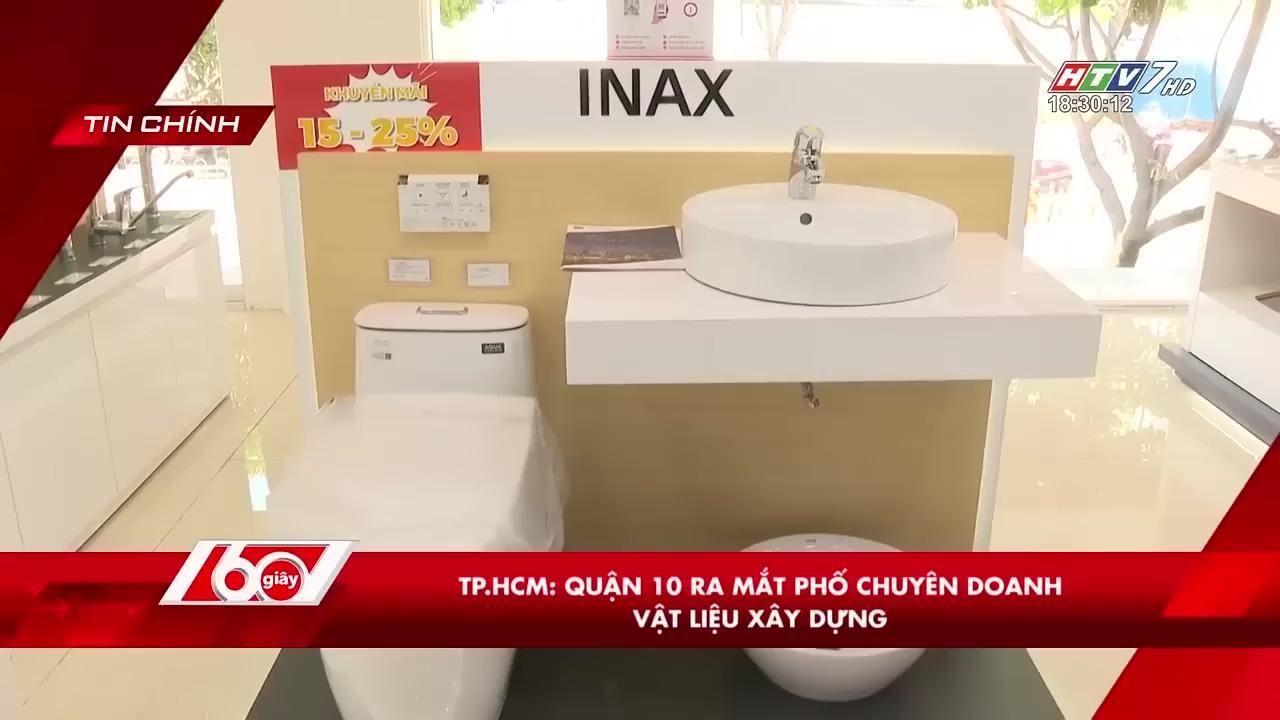 INAX
KHUYẾN MÃI
15 - 25%
TIN CHÍNH
HTV7 HD
18:30:12
AQUA
60 giây
TP.HCM: QUẬN 10 RA MẮT PHỐ CHUYÊN DOANH
VẬT LIỆU XÂY DỰNG